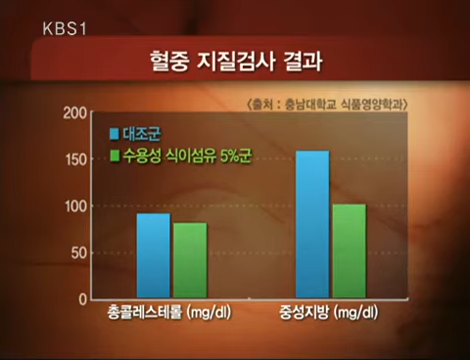 KBS1
혈중 지질검사 결과
<출처 : 충남대학교 식품영양학과>
200
대조군
수용성 식이섬유 5%군
150
100
50
0
총콜레스테롤 (mg/dl) 중성지방 (mg/dl)